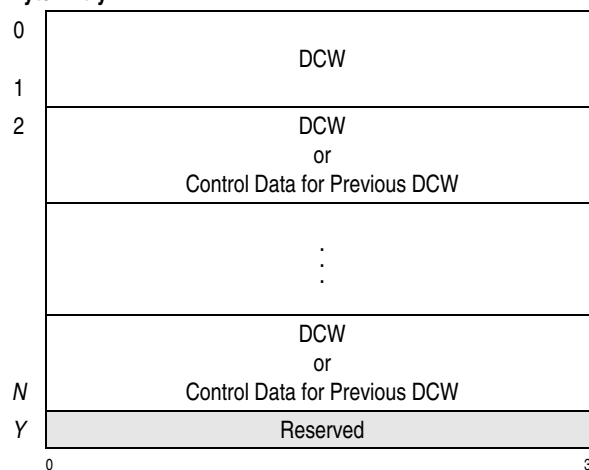 0
DCW
1
2
DCW
or
Control Data for Previous DCW
.
.
.
DCW
or
N
Control Data for Previous DCW
Y
Reserved
0
3